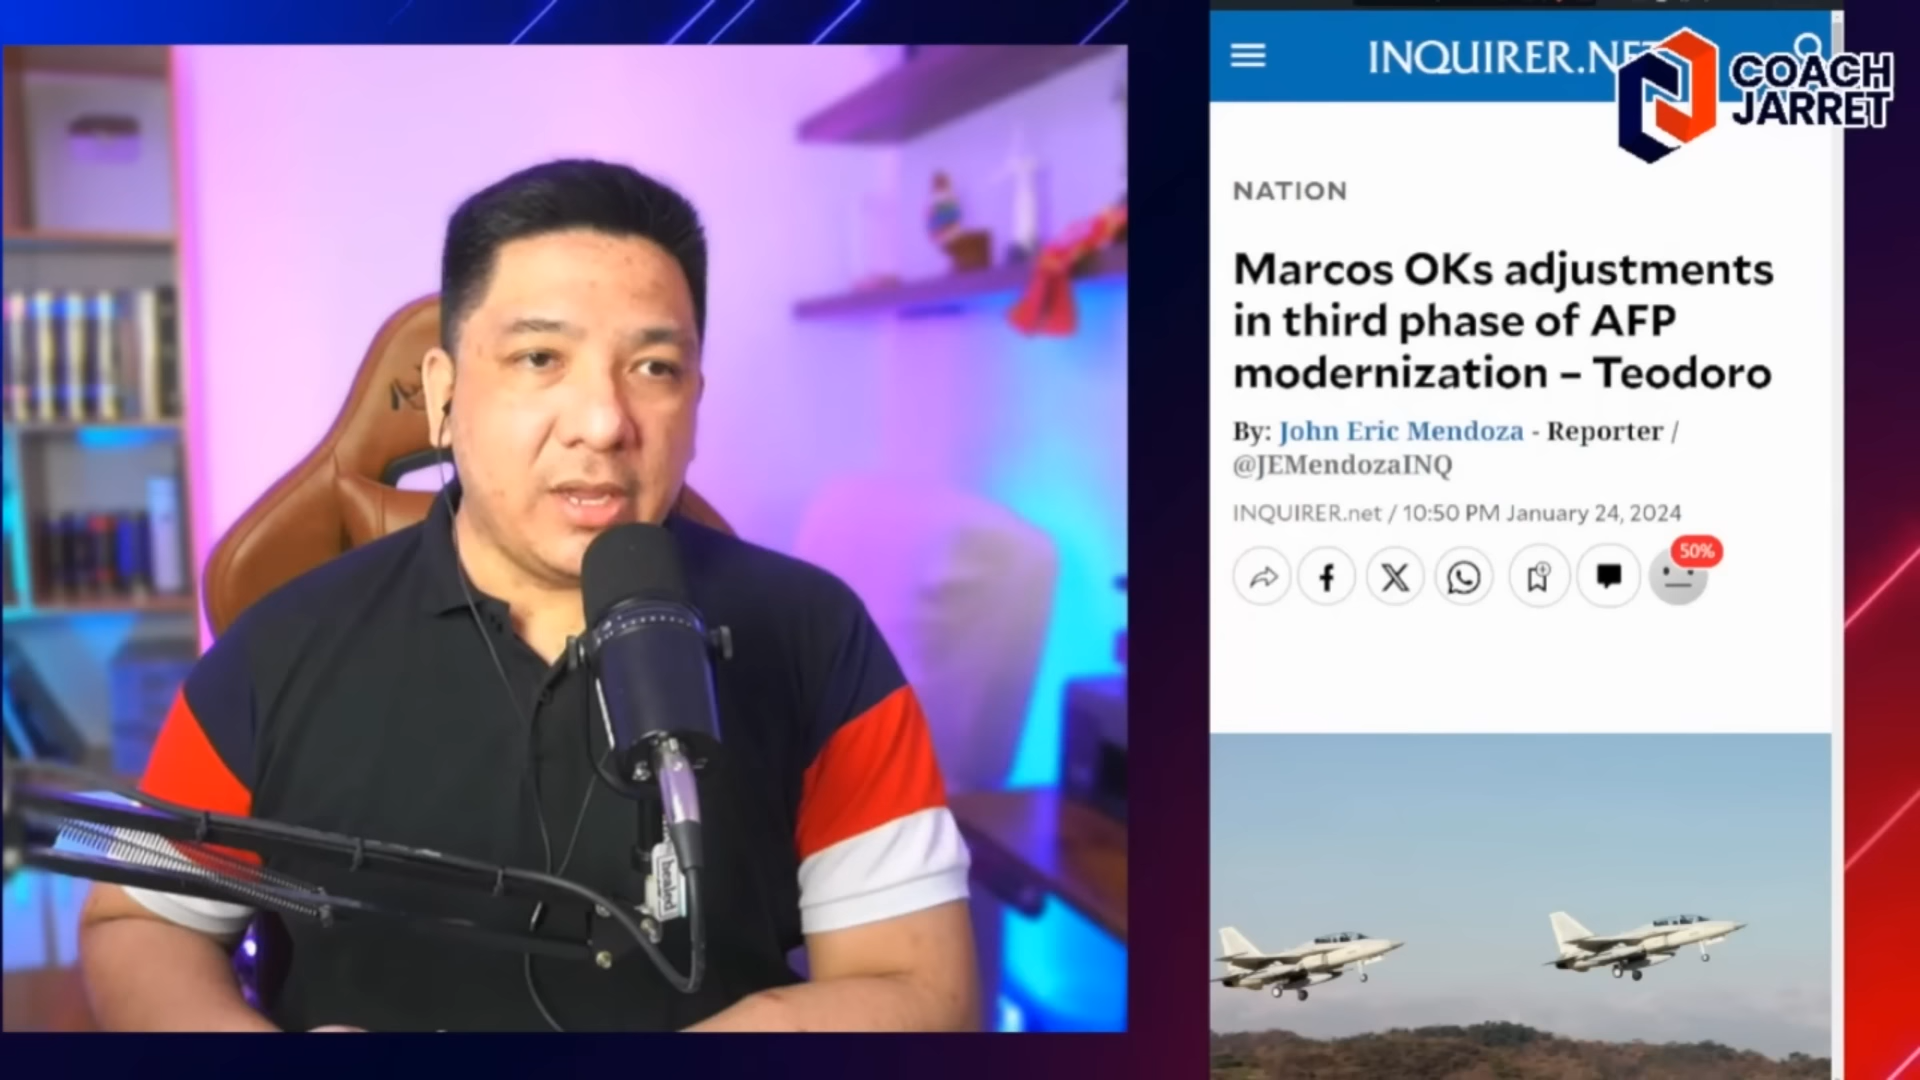 INQUIRER.NET
COACH
JARRET
NATION
Marcos OKs adjustments
in third phase of AFP
modernization – Teodoro
By: John Eric Mendoza - Reporter /
@JEMendozaINQ
INQUIRER.net / 10:50 PM January 24, 2024
50%